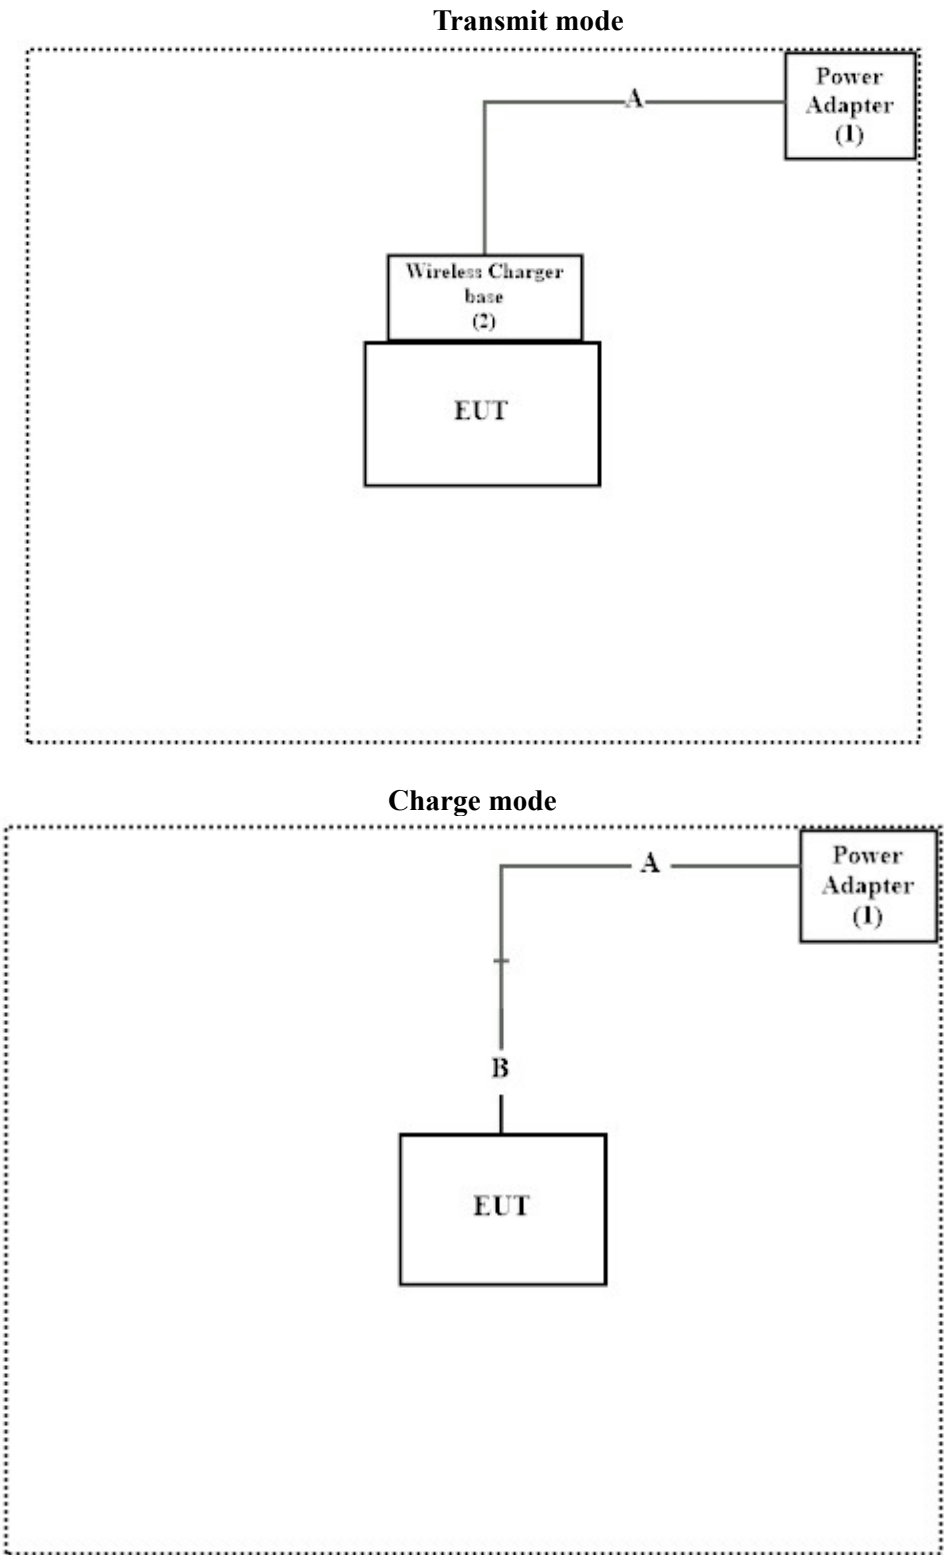 Transmit mode
Power
Adapter
(1)
A
Wireless Charger
base
(2)
EUT
Charge mode
Power
Adapter
(1)
A
B
EUT